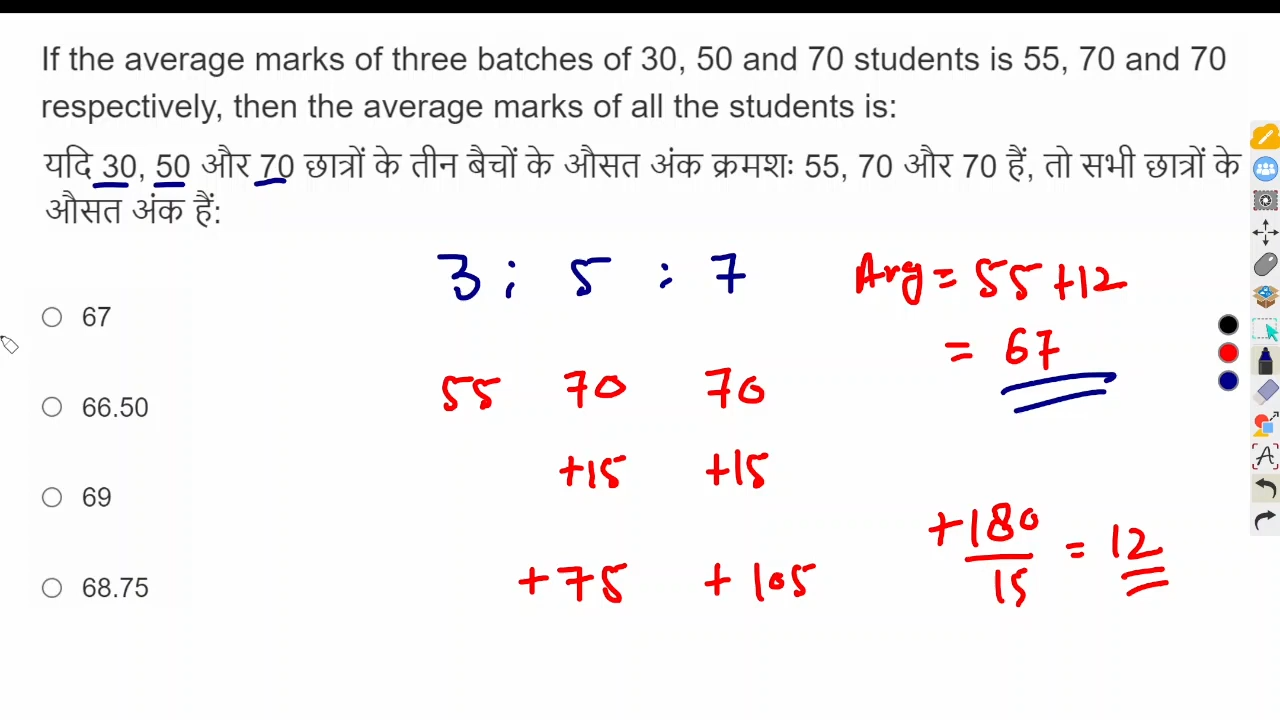 If the average marks of three batches of 30, 50 and 70 students is 55, 70 and 70
respectively, then the average marks of all the students is:
यदि 30, 50 और 70 छात्रों के तीन बैचों के औसत अंक क्रमशः 55, 70 और 70 हैं, तो सभी छात्रों के
औसत अंक हैं:
3 : 5 : 7
Avg = 55 + 12
67
= 67
55 70 70
66.50
+15 +15
69
+180
/15 = 12
+75 +105
68.75